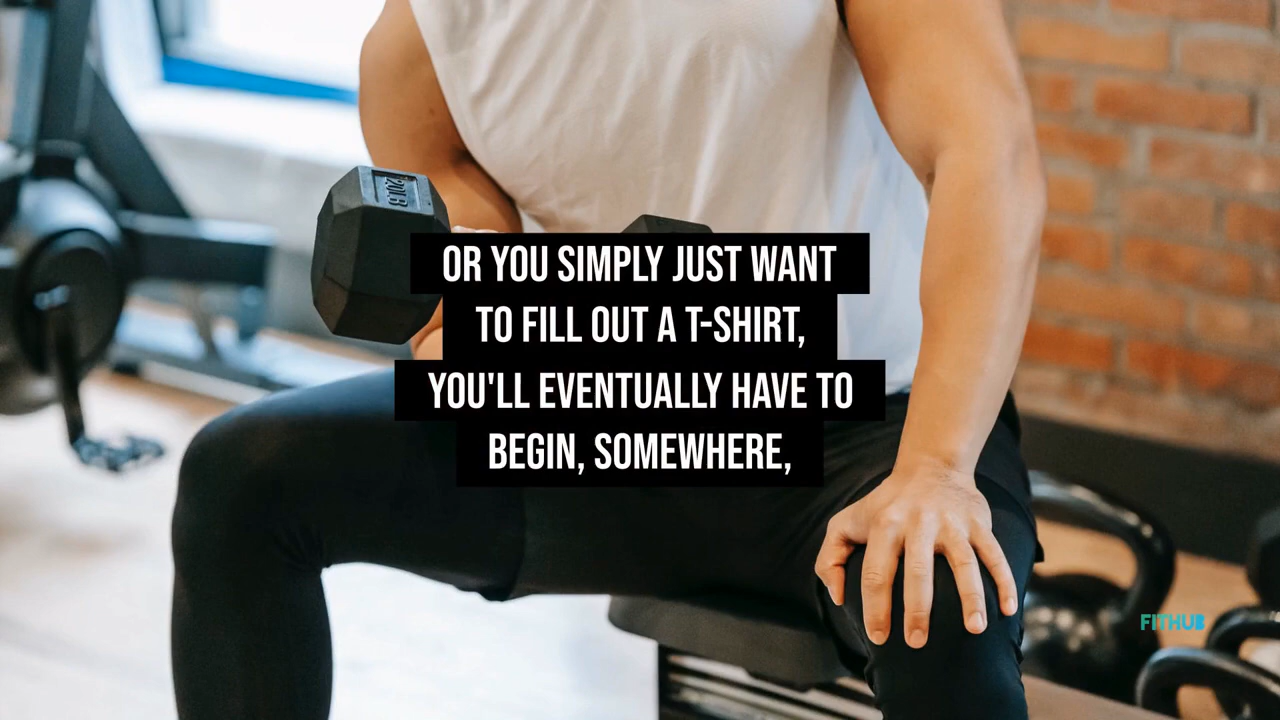 20LB
OR YOU SIMPLY JUST WANT
TO FILL OUT A T-SHIRT,
YOU'LL EVENTUALLY HAVE TO
BEGIN, SOMEWHERE,
FITHUB